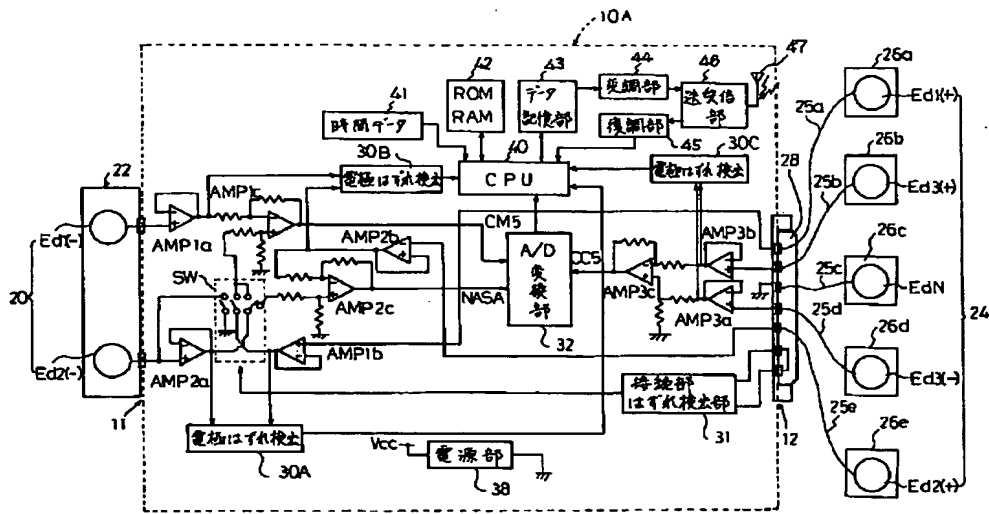 10A
47
42
43
44
46
26a
41
ROM
RAM
データ
記憶部
変調部
送受信
部
Ed1(+)
時間データ
復調部
25a
30B
40
45
30C
28
26b
22
電極はずれ検出
CPU
電極はずれ検出
25b
Ed3(+)
AMP1c
CM5
AMP3b
26c
Ed1(-)
AMP1a
AMP2b
A/D
変換
部
CC5
25c
EdN
24
20
SW
AMP2c
NASA
AMP3c
AMP3a
25d
26d
32
Ed2(-)
AMP2a
AMP1b
接続部
はずれ検出部
Ed3(-)
11
電極はずれ検出
31
12
25e
26e
30A
Vcc
電源部
38
Ed2(+)